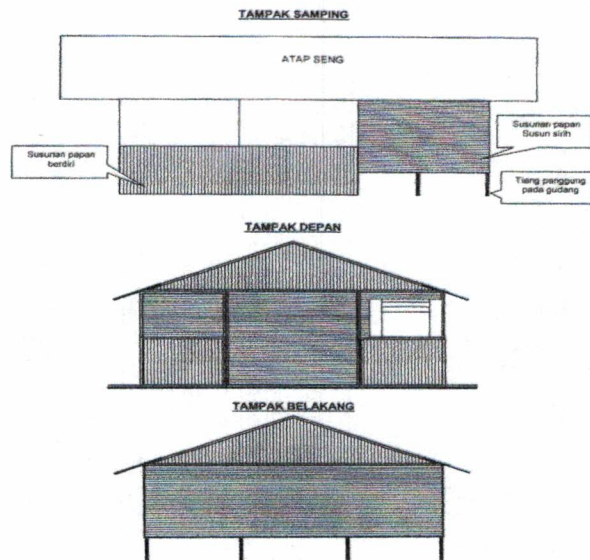 TAMPAK SAMPING
ATAP SENG
Susunan papan
Susun sirih
Susunan papan
berdiri
Tiang panggung
pada gudang
TAMPAK DEPAN
TAMPAK BELAKANG